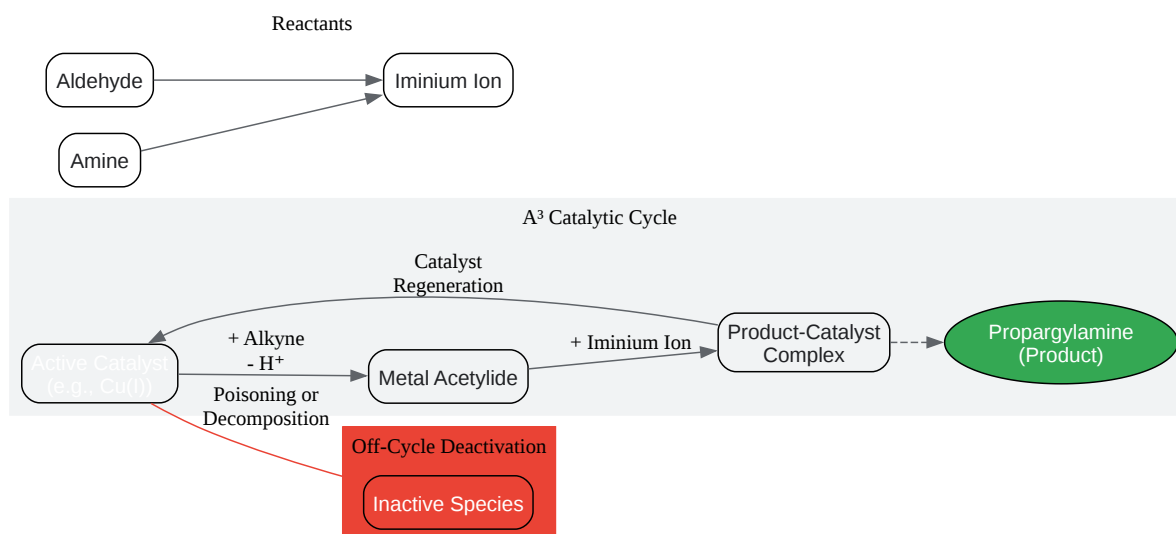 Reactants
Aldehyde
Iminium Ion
Amine
A³ Catalytic Cycle
Catalyst
Regeneration
+ Alkyne
- H⁺
+ Iminium Ion
Product-Catalyst
Complex
Propargylamine
(Product)
Active Catalyst
(e.g., Cu(I))
Metal Acetylide
Poisoning or
Decomposition
Off-Cycle Deactivation
Inactive Species